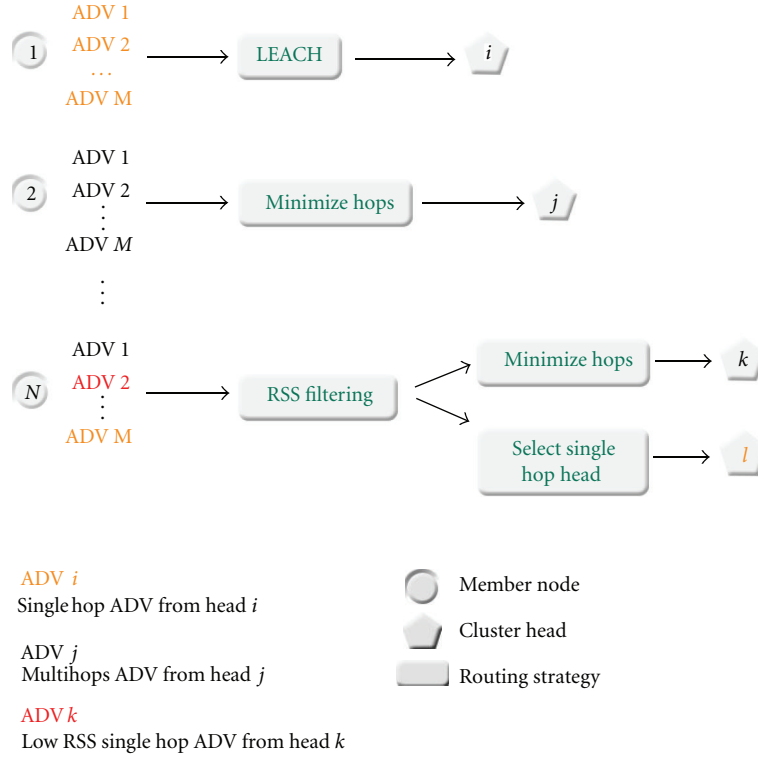 ADV 1
ADV 2
...
ADV M
1
LEACH
i
ADV 1
ADV 2
⋮
ADV M
2
Minimize hops
j
⋮
ADV 1
ADV 2
⋮
ADV M
N
RSS filtering
Minimize hops
k
Select single
hop head
l
ADV i
Single hop ADV from head i
ADV j
Multihops ADV from head j
ADV k
Low RSS single hop ADV from head k
Member node
Cluster head
Routing strategy